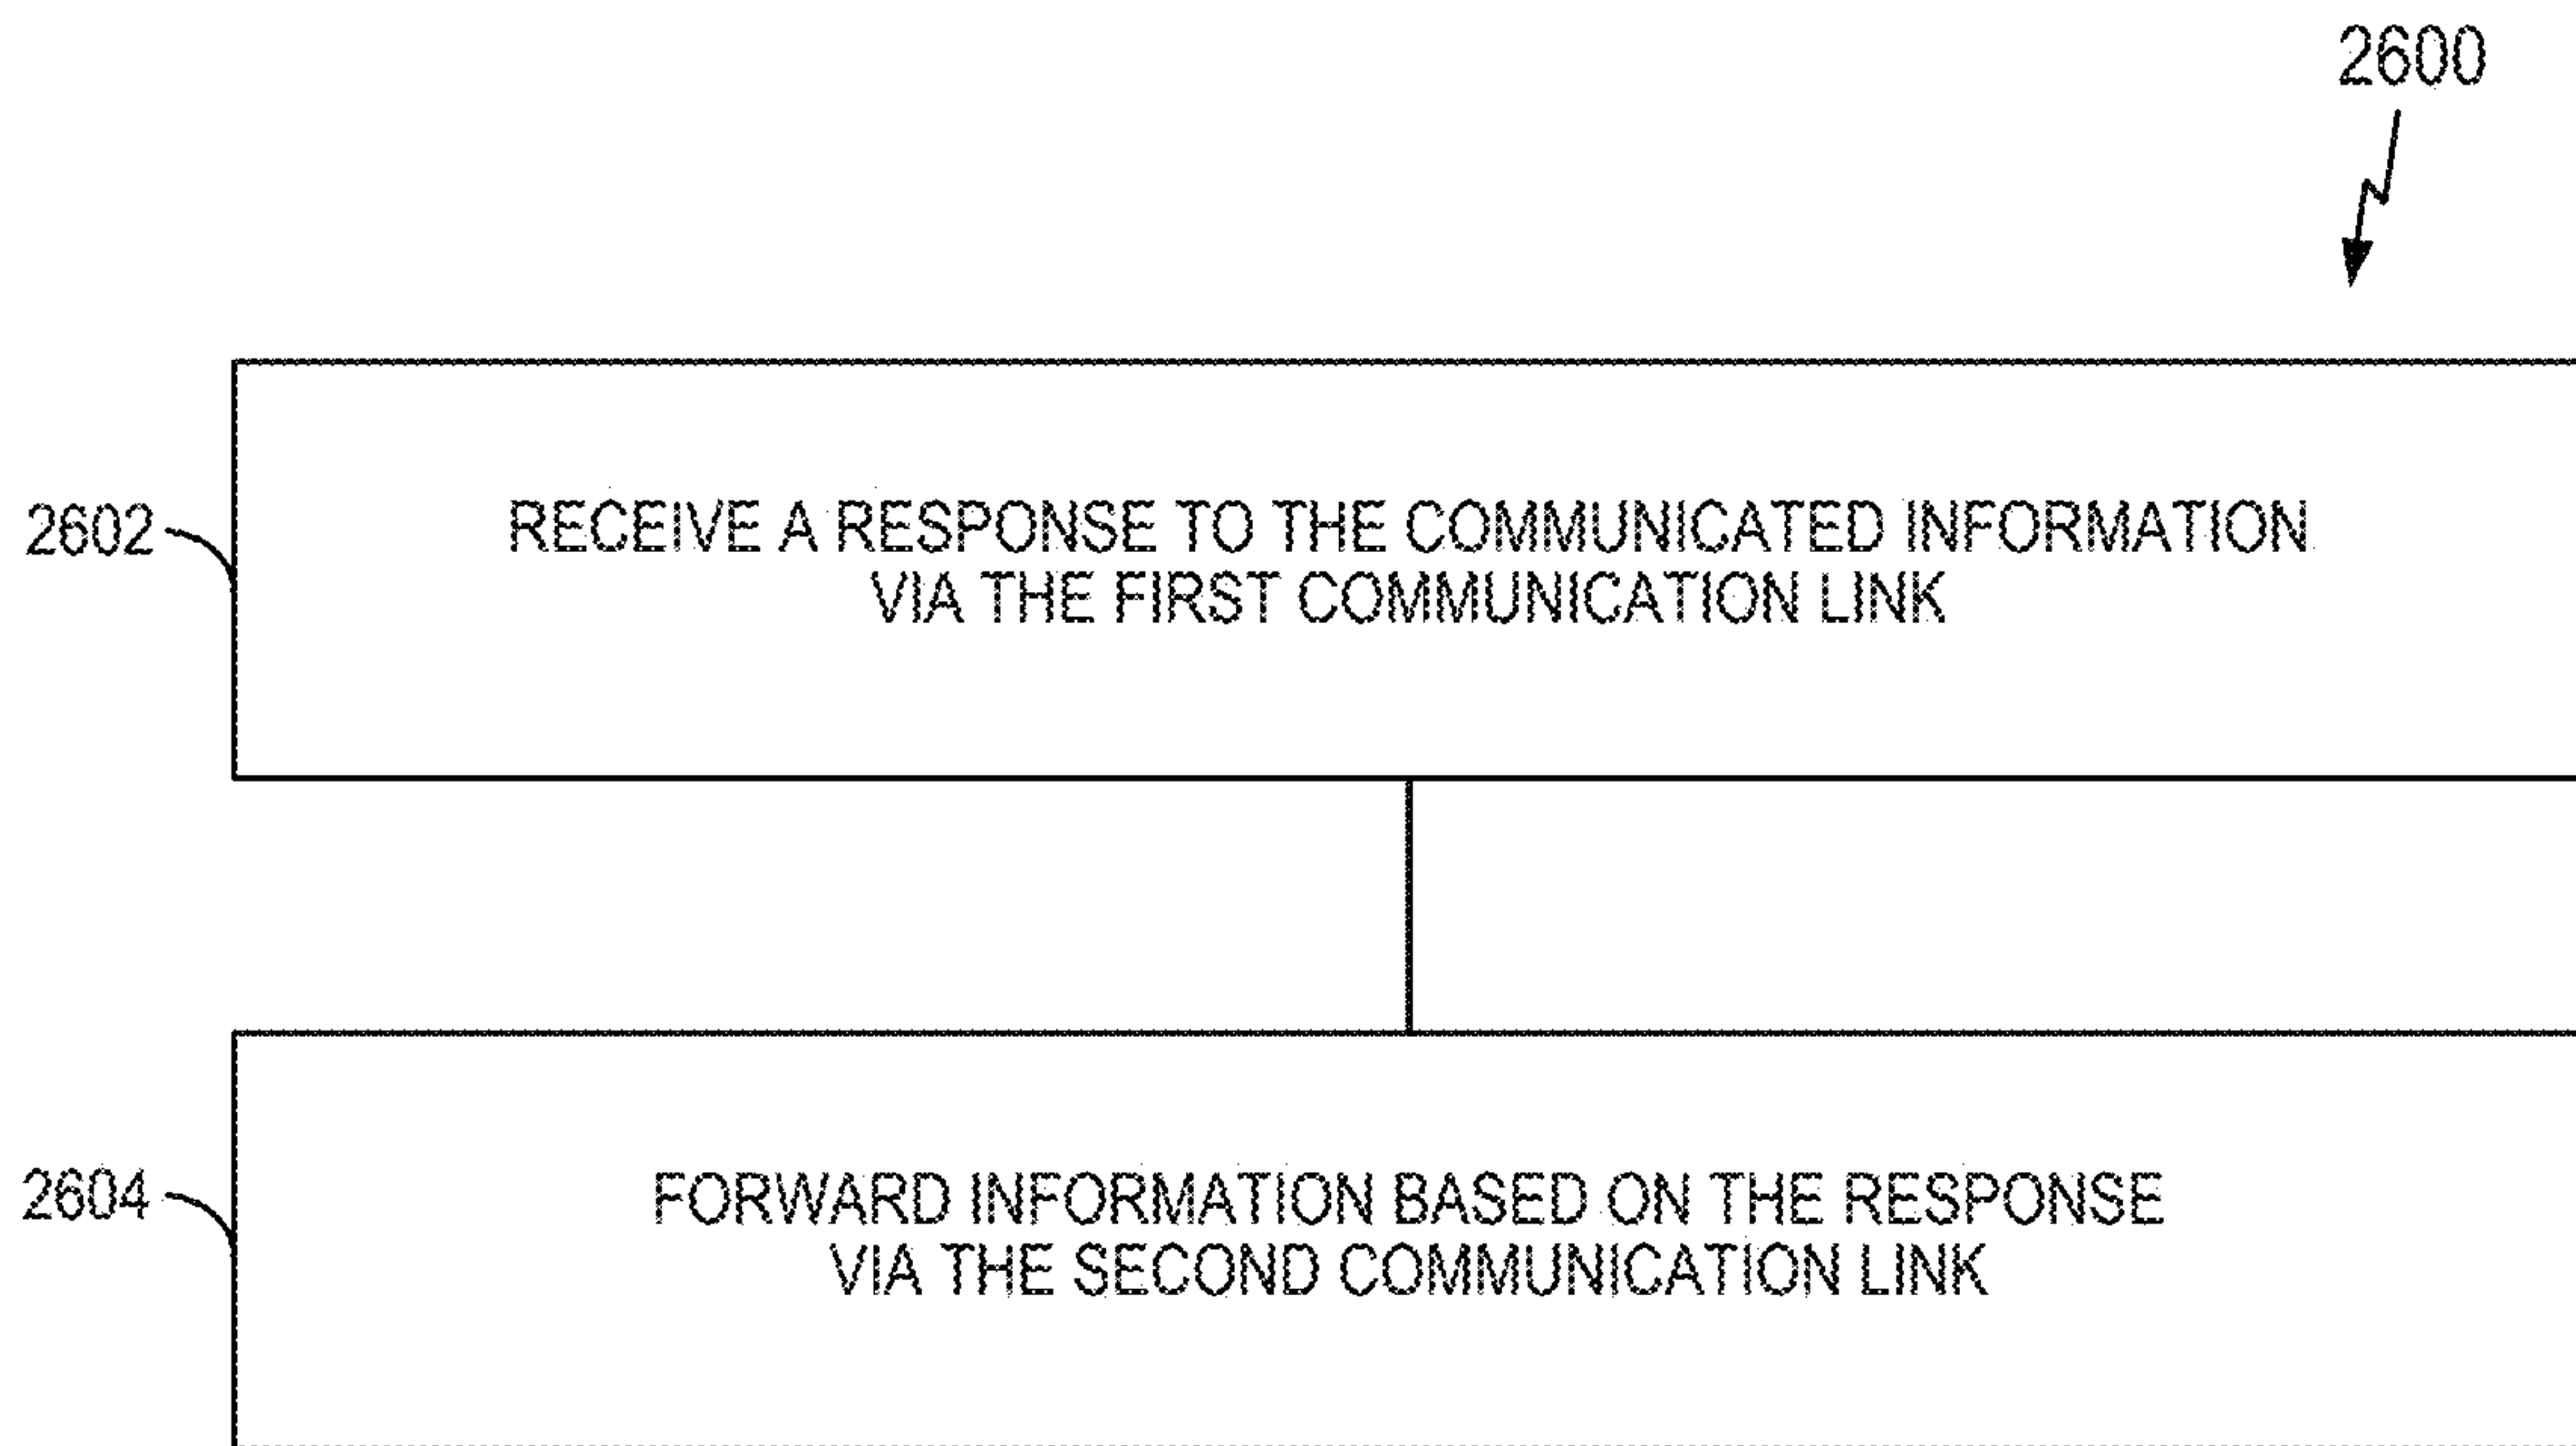 2600
2602
RECEIVE A RESPONSE TO THE COMMUNICATED INFORMATION
VIA THE FIRST COMMUNICATION LINK
2604
FORWARD INFORMATION BASED ON THE RESPONSE
VIA THE SECOND COMMUNICATION LINK